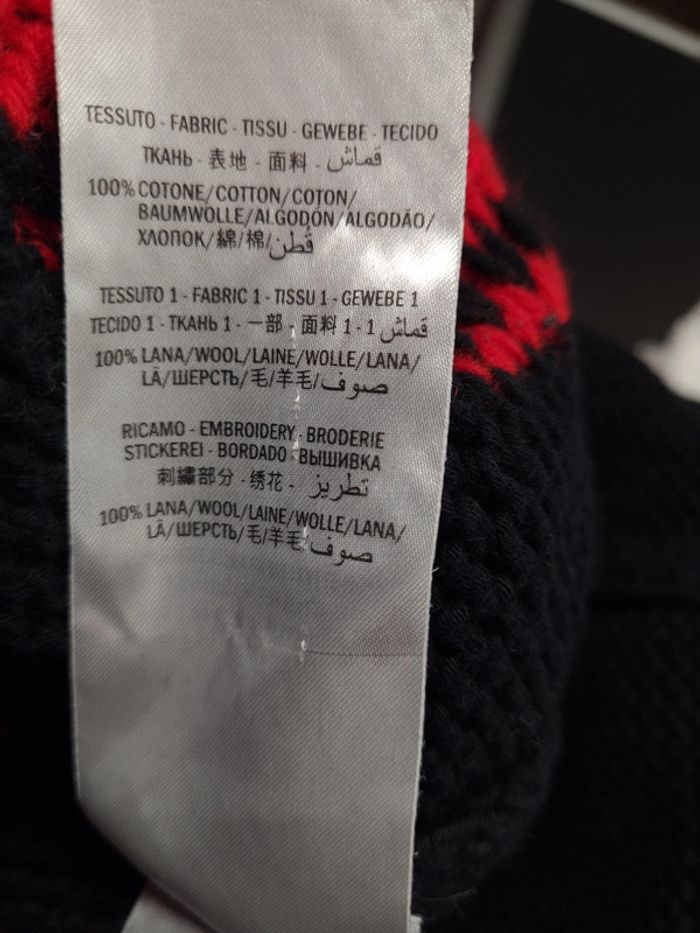 TESSUTO - FABRIC - TISSU - GEWEBE - TECIDO
ТКАНЬ - 表地 - 面料 - قماش
100% COTONE/COTTON/COTON/
BAUMWOLLE/ALGODÓN/ALGODÃO/
ХЛОПОК/綿/棉/قطن
TESSUTO 1 - FABRIC 1 - TISSU 1 - GEWEBE 1
TECIDO 1 - ТКАНЬ 1 - 一部 - 面料 1 - 1 قماش
100% LANA/WOOL/LAINE/WOLLE/LANA/
LÃ/ШЕРСТЬ/毛/羊毛/صوف
RICAMO - EMBROIDERY - BRODERIE
STICKEREI - BORDADO - ВЫШИВКА
刺繍部分 - 绣花 - تطريز
100% LANA/WOOL/LAINE/WOLLE/LANA/
LÃ/ШЕРСТЬ/毛/羊毛/صوف